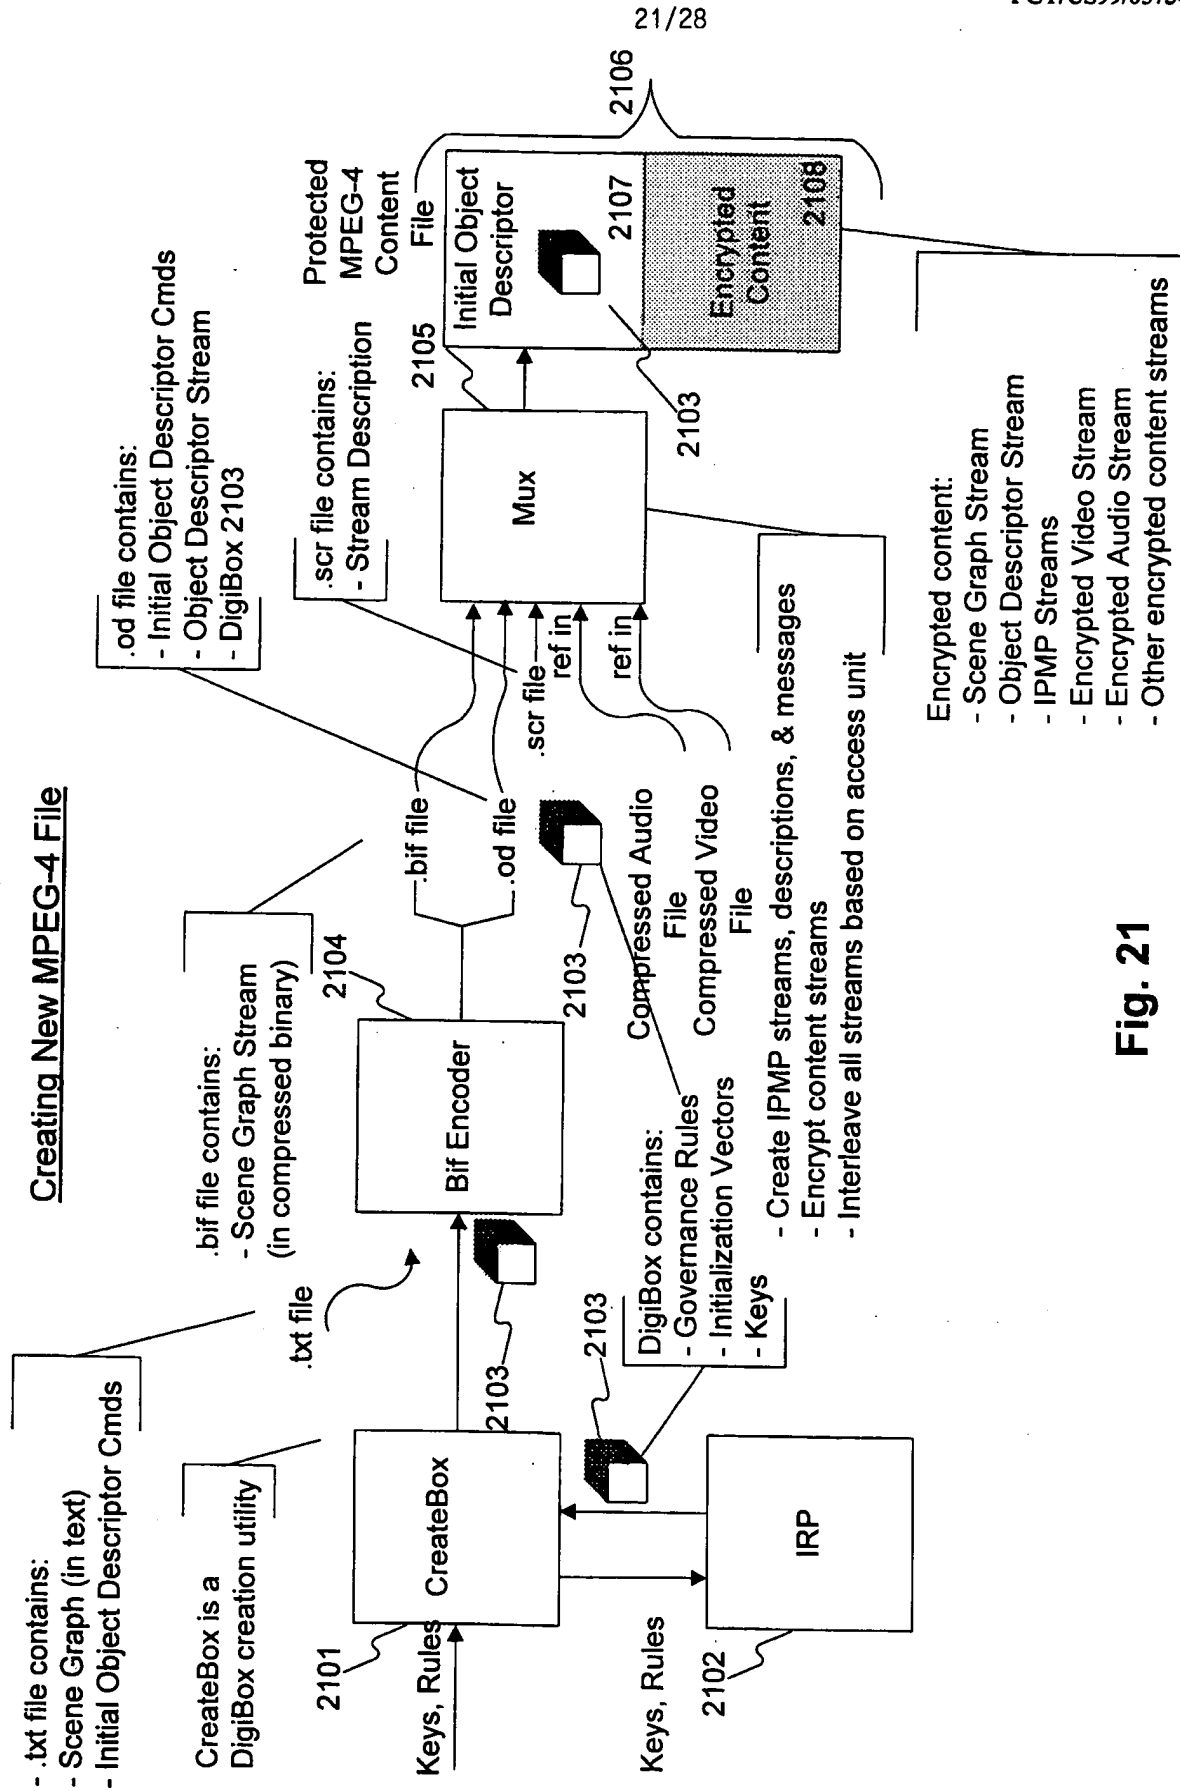 21/28
Creating New MPEG-4 File
- .txt file contains:
- Scene Graph (in text)
- Initial Object Descriptor Cmds
CreateBox is a
DigiBox creation utility
.bif file contains:
- Scene Graph Stream
(in compressed binary)
.od file contains:
- Initial Object Descriptor Cmds
- Object Descriptor Stream
- DigiBox 2103
.scr file contains:
- Stream Description
Protected
MPEG-4
Content
File
2101
Keys, Rules
CreateBox
.txt file
2103
2104
Bif Encoder
.bif file
.od file
2103
.scr file
ref in
ref in
Compressed Audio
File
Compressed Video
File
Mux
2105
Initial Object
Descriptor
2107
2103
Encrypted
Content
2108
2106
Keys, Rules
2102
IRP
2103
DigiBox contains:
- Governance Rules
- Initialization Vectors
- Keys
- Create IPMP streams, descriptions, & messages
- Encrypt content streams
- Interleave all streams based on access unit
Encrypted content:
- Scene Graph Stream
- Object Descriptor Stream
- IPMP Streams
- Encrypted Video Stream
- Encrypted Audio Stream
- Other encrypted content streams
Fig. 21